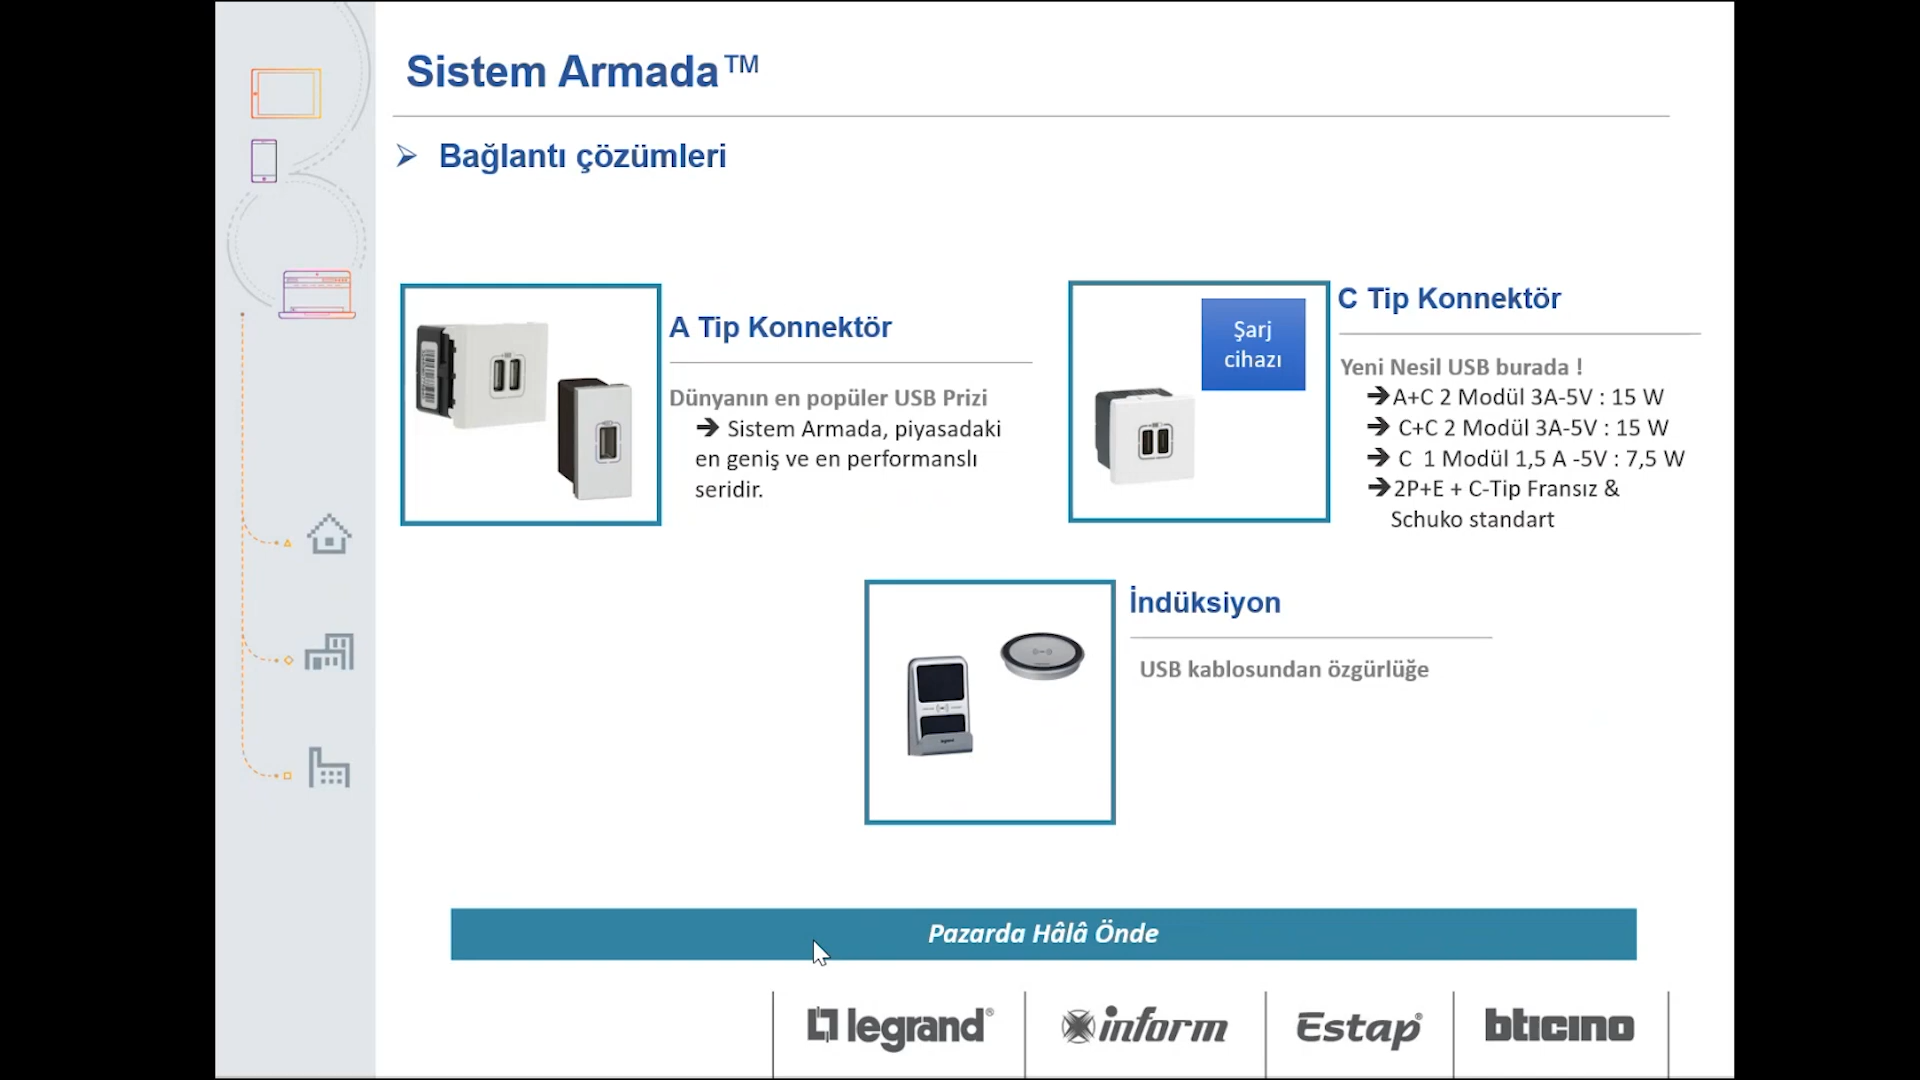 Sistem Armada™
Bağlantı çözümleri
A Tip Konnektör
Dünyanın en popüler USB Prizi
Sistem Armada, piyasadaki
en geniş ve en performanslı
seridir.
Şarj
cihazı
C Tip Konnektör
Yeni Nesil USB burada !
A+C 2 Modül 3A-5V : 15 W
C+C 2 Modül 3A-5V : 15 W
C 1 Modül 1,5 A -5V : 7,5 W
2P+E + C-Tip Fransız &
Schuko standart
İndüksiyon
USB kablosundan özgürlüğe
Pazarda Hâlâ Önde
legrand®
inform
Estap®
bticino